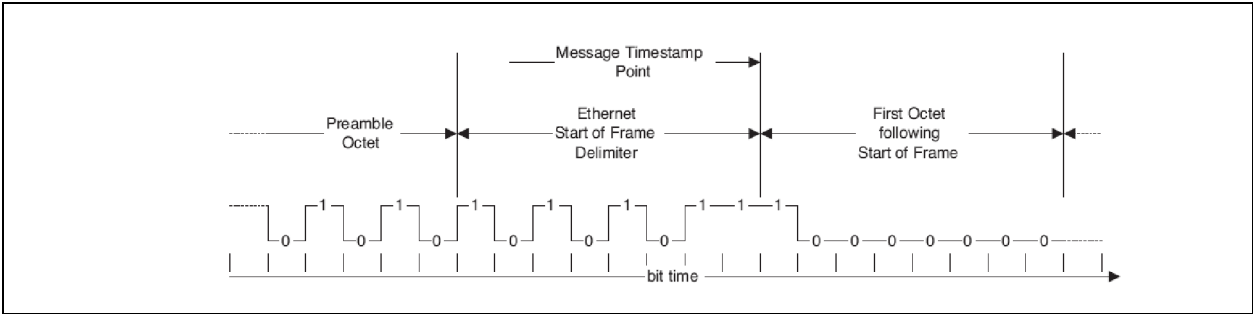 Message Timestamp
Point
Preamble
Octet
Ethernet
Start of Frame
Delimiter
First Octet
following
Start of Frame
1 1 1 1 1 1 1 1
0 0 0 0 0 0 0 0 0 0 0 0 0
bit time